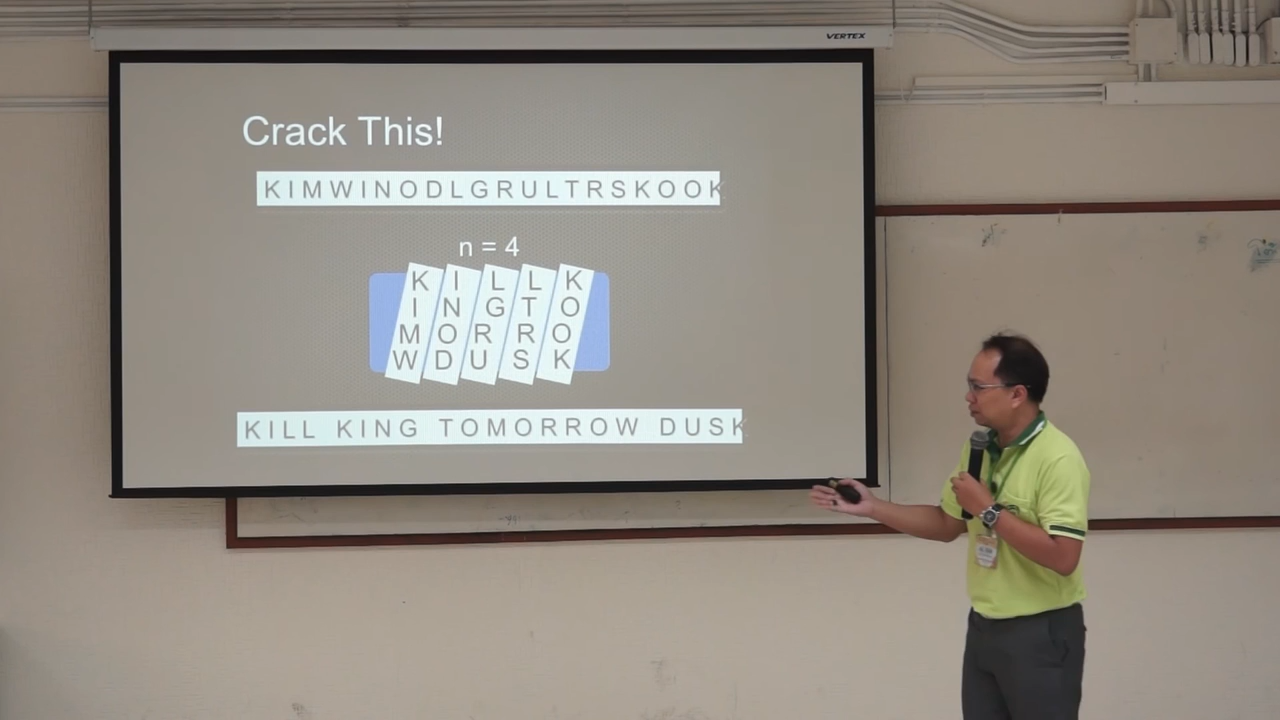 VERTEX
Crack This!
KIMWINODLGRULTRSKOOK
n = 4
K I L L K
I N G T O
M O R R O
W D U S K
KILL KING TOMORROW DUSK